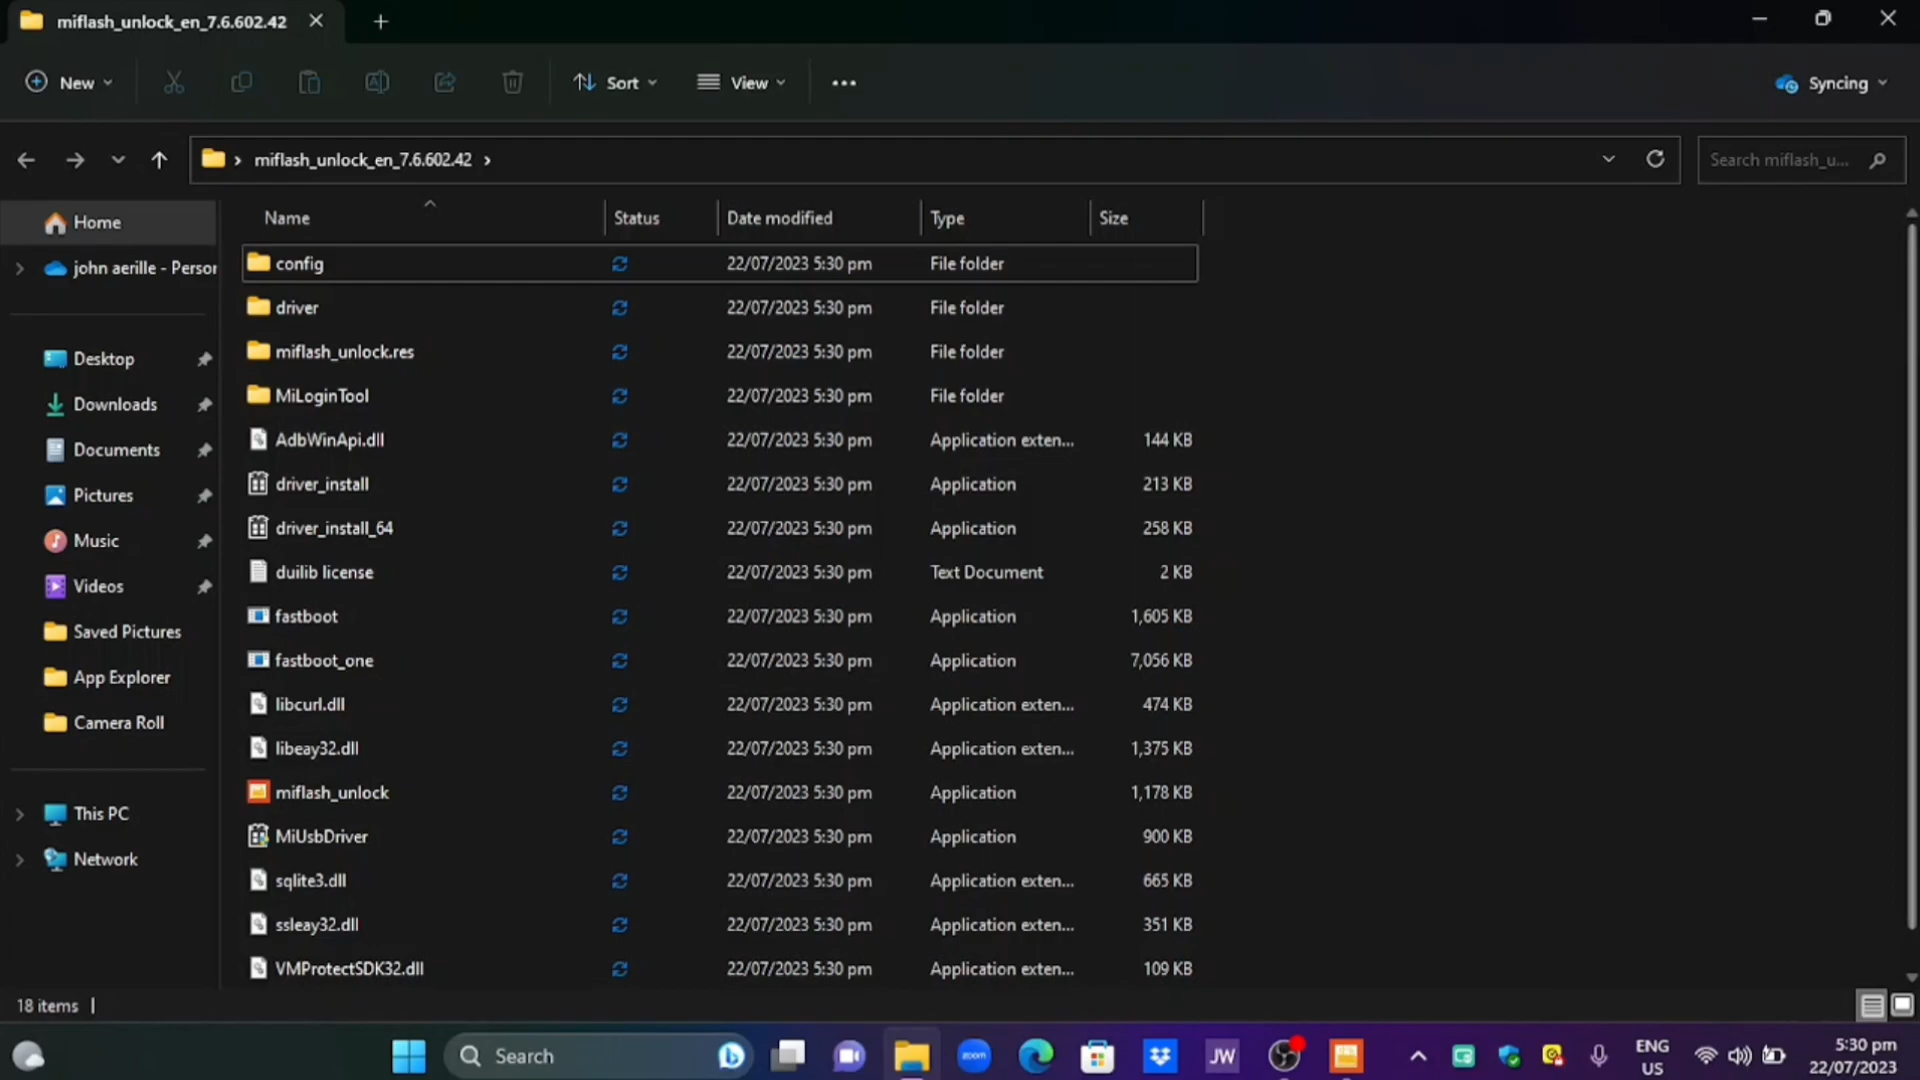 miflash_unlock_en_7.6.602.42
New
Sort
View
Syncing
miflash_unlock_en_7.6.602.42
Search miflash_u...
Name Status Date modified Type Size
Home
john aerille - Persor
Desktop
Downloads
Documents
Pictures
Music
Videos
Saved Pictures
App Explorer
Camera Roll
This PC
Network
config 22/07/2023 5:30 pm File folder
driver 22/07/2023 5:30 pm File folder
miflash_unlock.res 22/07/2023 5:30 pm File folder
MiLoginTool 22/07/2023 5:30 pm File folder
AdbWinApi.dll 22/07/2023 5:30 pm Application exten... 144 KB
driver_install 22/07/2023 5:30 pm Application 213 KB
driver_install_64 22/07/2023 5:30 pm Application 258 KB
duilib license 22/07/2023 5:30 pm Text Document 2 KB
fastboot 22/07/2023 5:30 pm Application 1,605 KB
fastboot_one 22/07/2023 5:30 pm Application 7,056 KB
libcurl.dll 22/07/2023 5:30 pm Application exten... 474 KB
libeay32.dll 22/07/2023 5:30 pm Application exten... 1,375 KB
miflash_unlock 22/07/2023 5:30 pm Application 1,178 KB
MiUsbDriver 22/07/2023 5:30 pm Application 900 KB
sqlite3.dll 22/07/2023 5:30 pm Application exten... 665 KB
ssleay32.dll 22/07/2023 5:30 pm Application exten... 351 KB
VMProtectSDK32.dll 22/07/2023 5:30 pm Application exten... 109 KB
18 items
Search
zoom
JW
ENG
US
5:30 pm
22/07/2023